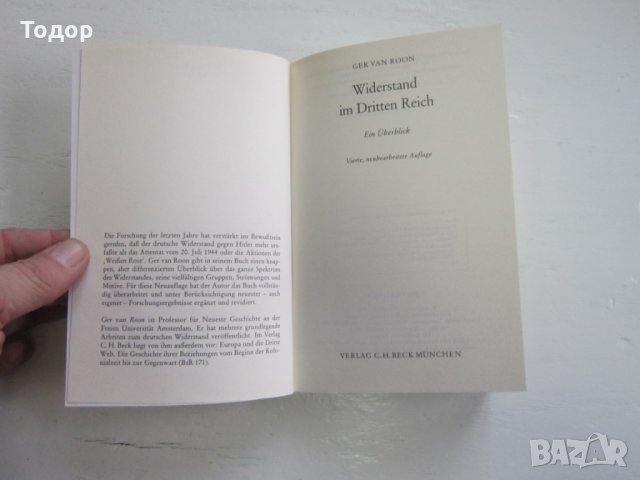 Тодор
Die Forschung der letzten Jahre hat verstärkt ins Bewußtsein
gerufen, daß der deutsche Widerstand gegen Hitler mehr um-
faßte als das Attentat vom 20. Juli 1944 oder die Aktionen der
‚Weißen Rose'. Ger van Roon gibt in seinem Buch einen knap-
pen, aber differenzierten Überblick über das ganze Spektrum
des Widerstandes, seine vielfältigen Gruppen, Strömungen und
Motive. Für diese Neuauflage hat der Autor das Buch vollstän-
dig überarbeitet und unter Berücksichtigung neuester – auch
eigener – Forschungsergebnisse ergänzt und revidiert.
Ger van Roon ist Professor für Neueste Geschichte an der
Freien Universität Amsterdam. Er hat mehrere grundlegende
Arbeiten zum deutschen Widerstand veröffentlicht. Im Verlag
C. H. Beck liegt von ihm außerdem vor: Europa und die Dritte
Welt. Die Geschichte ihrer Beziehungen vom Beginn der Kolo-
nialzeit bis zur Gegenwart (BsR 171).
GER VAN ROON
Widerstand
im Dritten Reich
Ein Überblick
Vierte, neubearbeitete Auflage
VERLAG C.H.BECK MÜNCHEN
BAZAR.bg